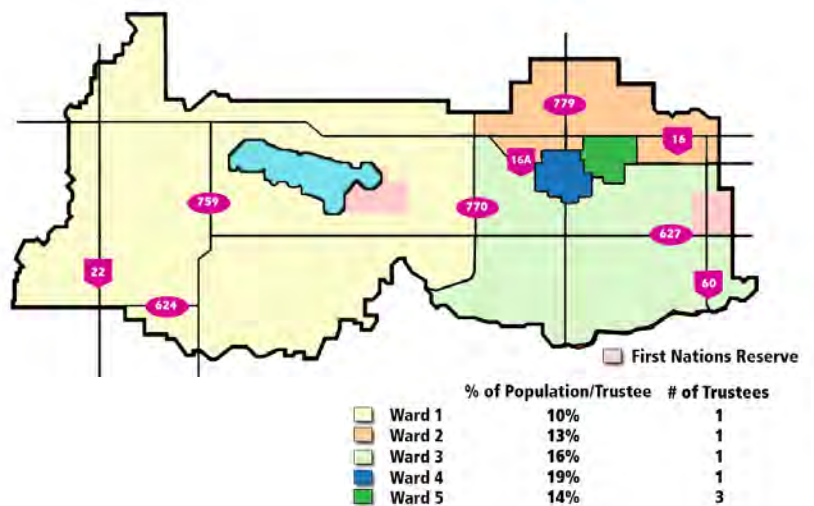 779
16
16A
759
770
627
22
60
624
First Nations Reserve
% of Population/Trustee # of Trustees
Ward 1 10% 1
Ward 2 13% 1
Ward 3 16% 1
Ward 4 19% 1
Ward 5 14% 3